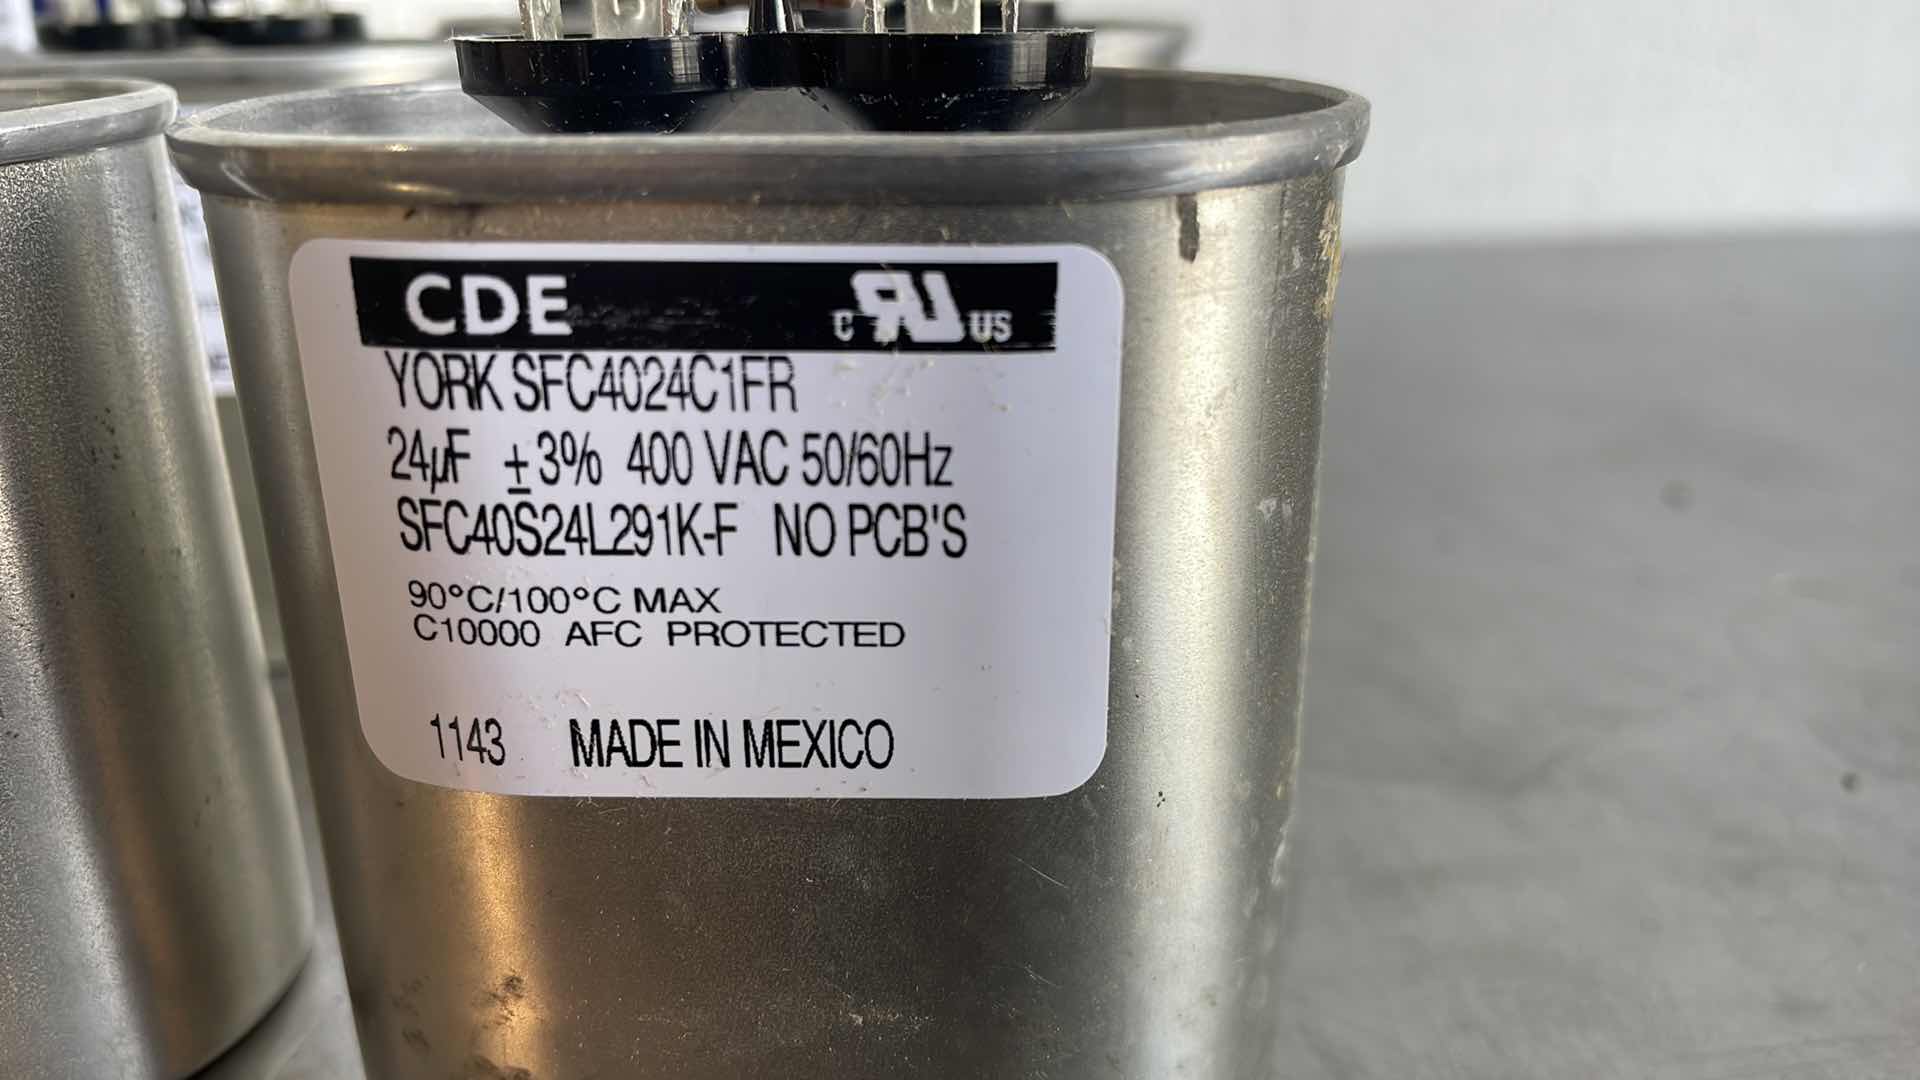 CDE C RU US
YORK SFC4024C1FR
24µF ±3% 400 VAC 50/60Hz
SFC40S24L291K-F NO PCB'S
90°C/100°C MAX
C10000 AFC PROTECTED
1143 MADE IN MEXICO